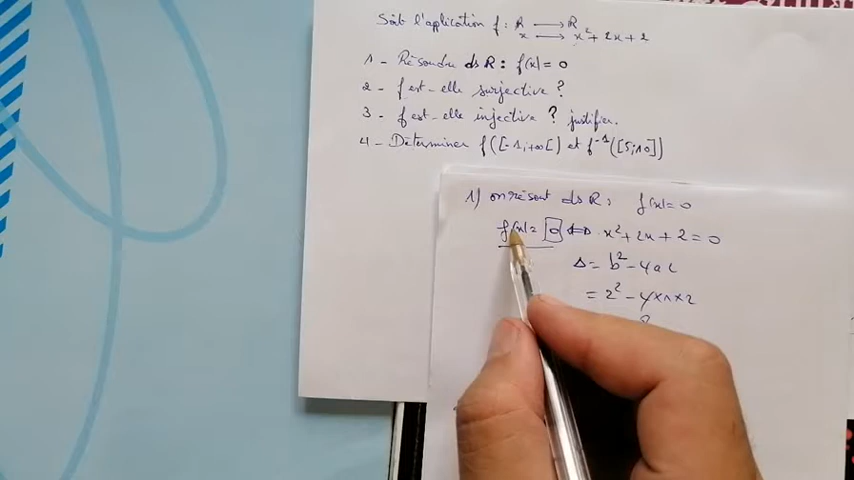 Soit l'application f: R → R
x → x² + 2x + 2
1 - Résoudre ds R : f(x) = 0
2 - f est-elle surjective ?
3 - f est-elle injective ? justifier.
4 - Déterminer f([-1;+∞[) et f⁻¹([5;10])
1) on résout ds R : f(x) = 0
f(x) = 0 <=> x² + 2x + 2 = 0
Δ = b² - 4ac
= 2² - 4×1×2